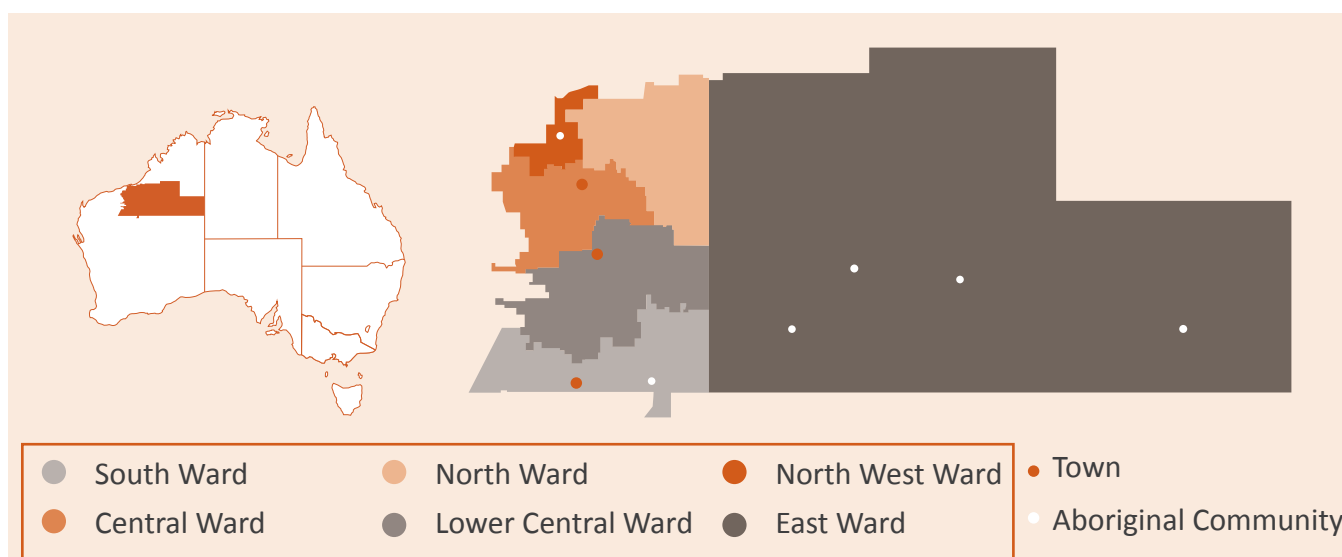 South Ward
North Ward
North West Ward
Town
Central Ward
Lower Central Ward
East Ward
Aboriginal Community